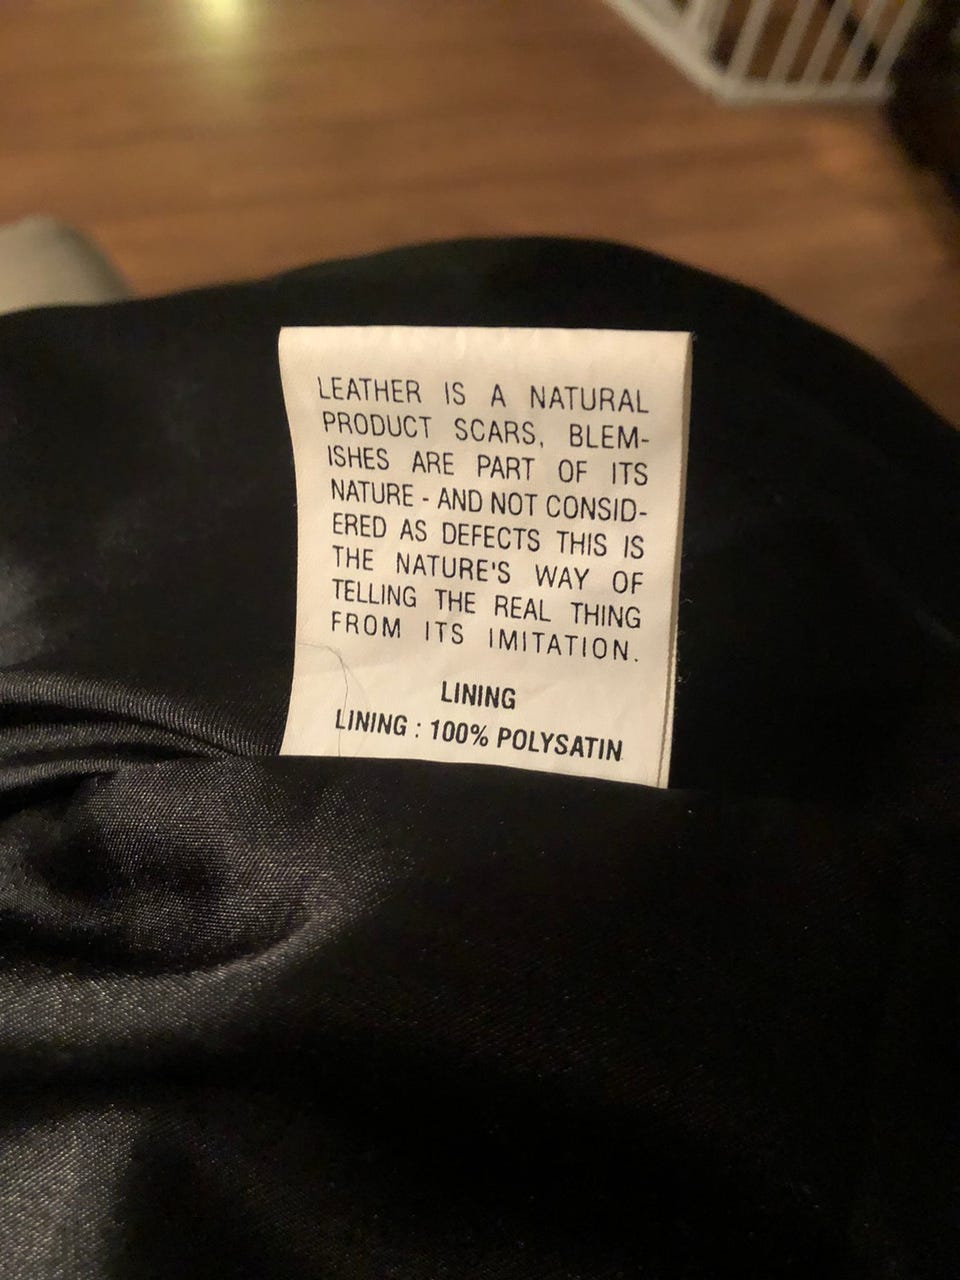 LEATHER IS A NATURAL
PRODUCT SCARS, BLEM-
ISHES ARE PART OF ITS
NATURE - AND NOT CONSID-
ERED AS DEFECTS THIS IS
THE NATURE'S WAY OF
TELLING THE REAL THING
FROM ITS IMITATION.
LINING
LINING : 100% POLYSATIN